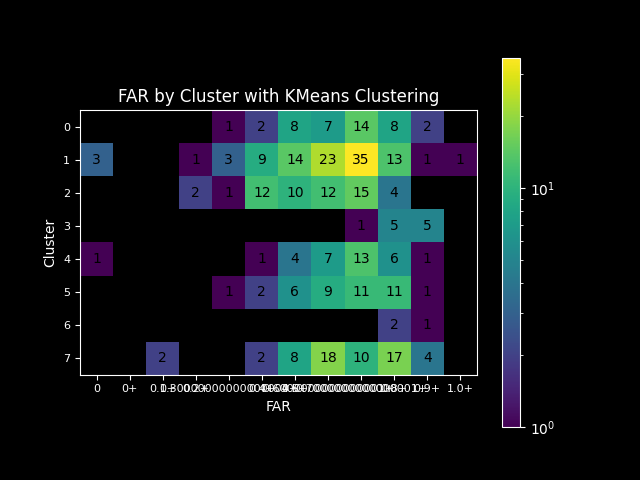 FAR by Cluster with KMeans Clustering
0 1 2 8 7 14 8 2
1 3 1 3 9 14 23 35 13 1 1
2 2 1 12 10 12 15 4
3 1 5 5
4 1 1 4 7 13 6 1
5 1 2 6 9 11 11 1
6 2 1
7 2 2 8 18 10 17 4
0 0+ 1.0+
FAR
Cluster
10¹
10⁰